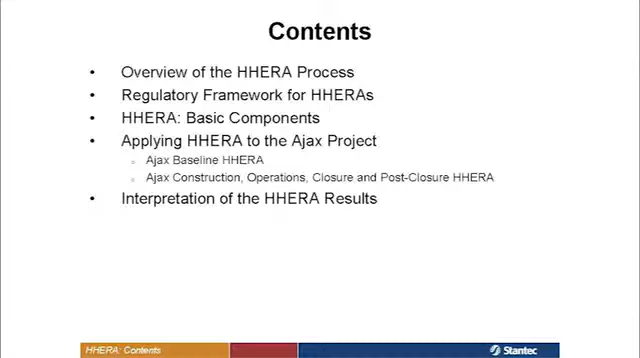 Contents
• Overview of the HHERA Process
• Regulatory Framework for HHERAs
• HHERA: Basic Components
• Applying HHERA to the Ajax Project
o Ajax Baseline HHERA
o Ajax Construction, Operations, Closure and Post-Closure HHERA
• Interpretation of the HHERA Results
HHERA: Contents
Stantec